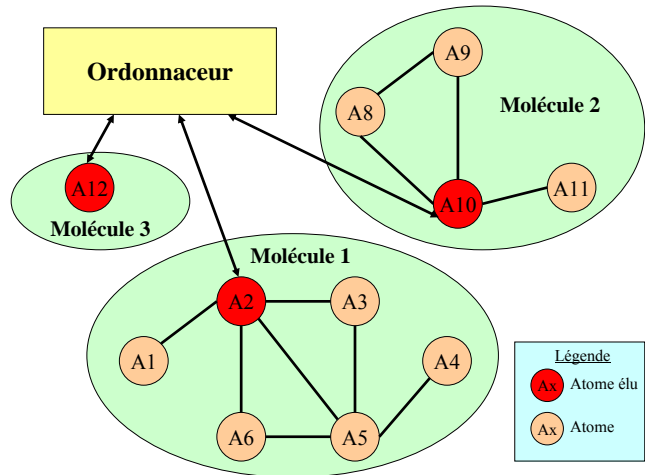 Ordonnaceur
A9
Molécule 2
A8
A11
A10
A12
Molécule 3
Molécule 1
A2
A3
A1
A4
A6
A5
Légende
Ax Atome élu
Ax Atome